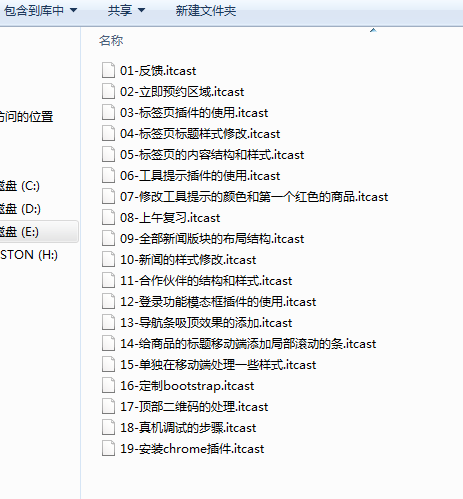 包含到库中 共享 新建文件夹
名称
01-反馈.itcast
02-立即预约区域.itcast
03-标签页插件的使用.itcast
访问的位置
04-标签页标题样式修改.itcast
05-标签页的内容结构和样式.itcast
06-工具提示插件的使用.itcast
磁盘 (C:)
07-修改工具提示的颜色和第一个红色的商品.itcast
磁盘 (D:)
08-上午复习.itcast
磁盘 (E:)
09-全部新闻版块的布局结构.itcast
STON (H:)
10-新闻的样式修改.itcast
11-合作伙伴的结构和样式.itcast
12-登录功能模态框插件的使用.itcast
13-导航条吸顶效果的添加.itcast
14-给商品的标题移动端添加局部滚动的条.itcast
15-单独在移动端处理一些样式.itcast
16-定制bootstrap.itcast
17-顶部二维码的处理.itcast
18-真机调试的步骤.itcast
19-安装chrome插件.itcast